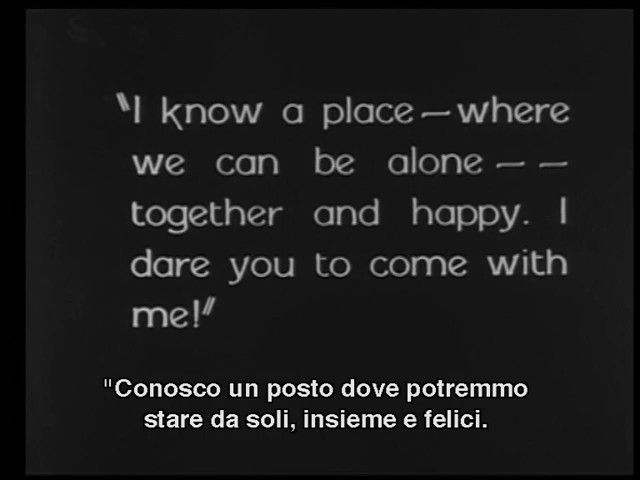 "I know a place — where
we can be alone — —
together and happy. I
dare you to come with
me!"
"Conosco un posto dove potremmo
stare da soli, insieme e felici.